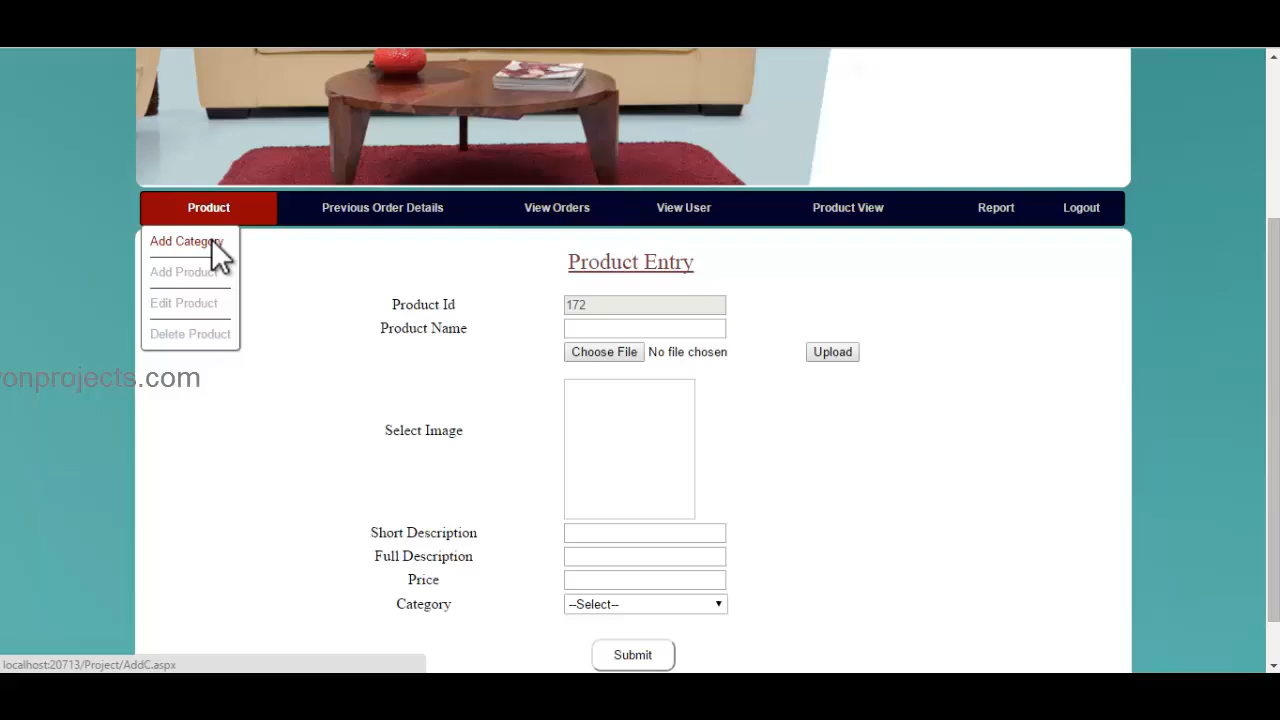 Product Previous Order Details View Orders View User Product View Report Logout
Add Category
Add Product
Edit Product
Delete Product
Product Entry
Product Id 172
Product Name
Choose File No file chosen Upload
onprojects.com
Select Image
Short Description
Full Description
Price
Category --Select--
Submit
localhost:20713/Project/AddC.aspx